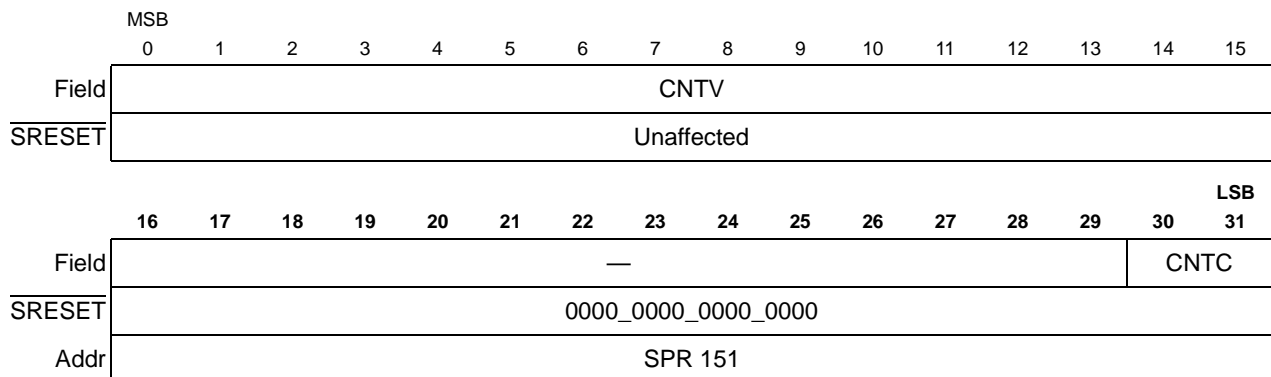 MSB
0 1 2 3 4 5 6 7 8 9 10 11 12 13 14 15
Field CNTV
SRESET Unaffected
LSB
16 17 18 19 20 21 22 23 24 25 26 27 28 29 30 31
Field — CNTC
SRESET 0000_0000_0000_0000
Addr SPR 151